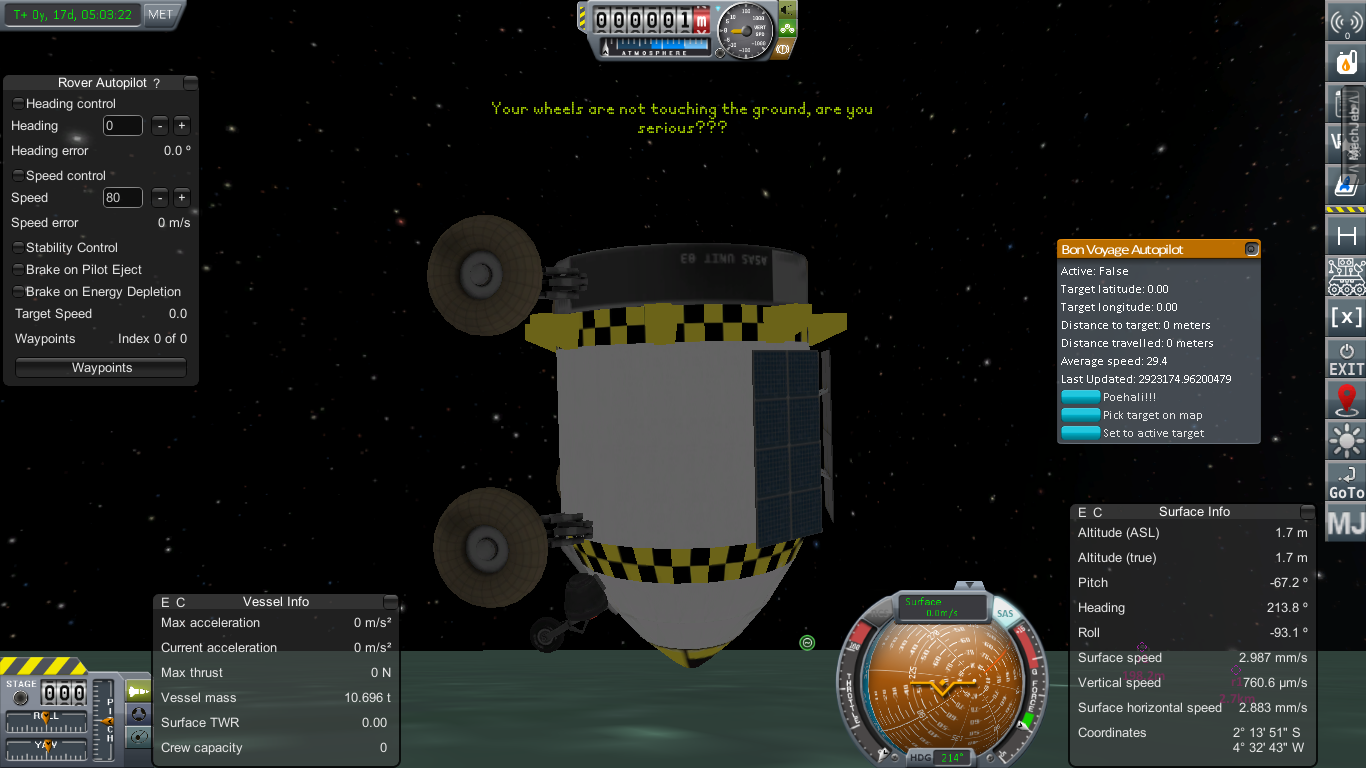 T+ 0y, 17d, 05:03:22 MET
000001 m
ATMOSPHERE
Your wheels are not touching the ground, are you
serious???
Rover Autopilot ?
Heading control
Heading 0 - +
Heading error 0.0 º
Speed control
Speed 80 - +
Speed error 0 m/s
Stability Control
Brake on Pilot Eject
Brake on Energy Depletion
Target Speed 0.0
Waypoints Index 0 of 0
Waypoints
ASAS UNIT 03
Bon Voyage Autopilot
Active: False
Target latitude: 0.00
Target longitude: 0.00
Distance to target: 0 meters
Distance travelled: 0 meters
Average speed: 29.4
Last Updated: 2923174.96200479
Poehali!!!
Pick target on map
Set to active target
0
MechJeb
H
[x]
EXIT
GoTo
MJ
E C Vessel Info
Max acceleration 0 m/s²
Current acceleration 0 m/s²
Max thrust 0 N
Vessel mass 10.696 t
Surface TWR 0.00
Crew capacity 0
STAGE 000
ROLL
YAW
PITCH
Surface
0.0m/s
SAS
THROTTLE
G FORCE
HDG 214°
E C Surface Info
Altitude (ASL) 1.7 m
Altitude (true) 1.7 m
Pitch -67.2 º
Heading 213.8 º
Roll -93.1 º
Surface speed 2.987 mm/s
Vertical speed 760.6 µm/s
Surface horizontal speed 2.883 mm/s
Coordinates 2° 13' 51" S
4° 32' 43" W
2.7km